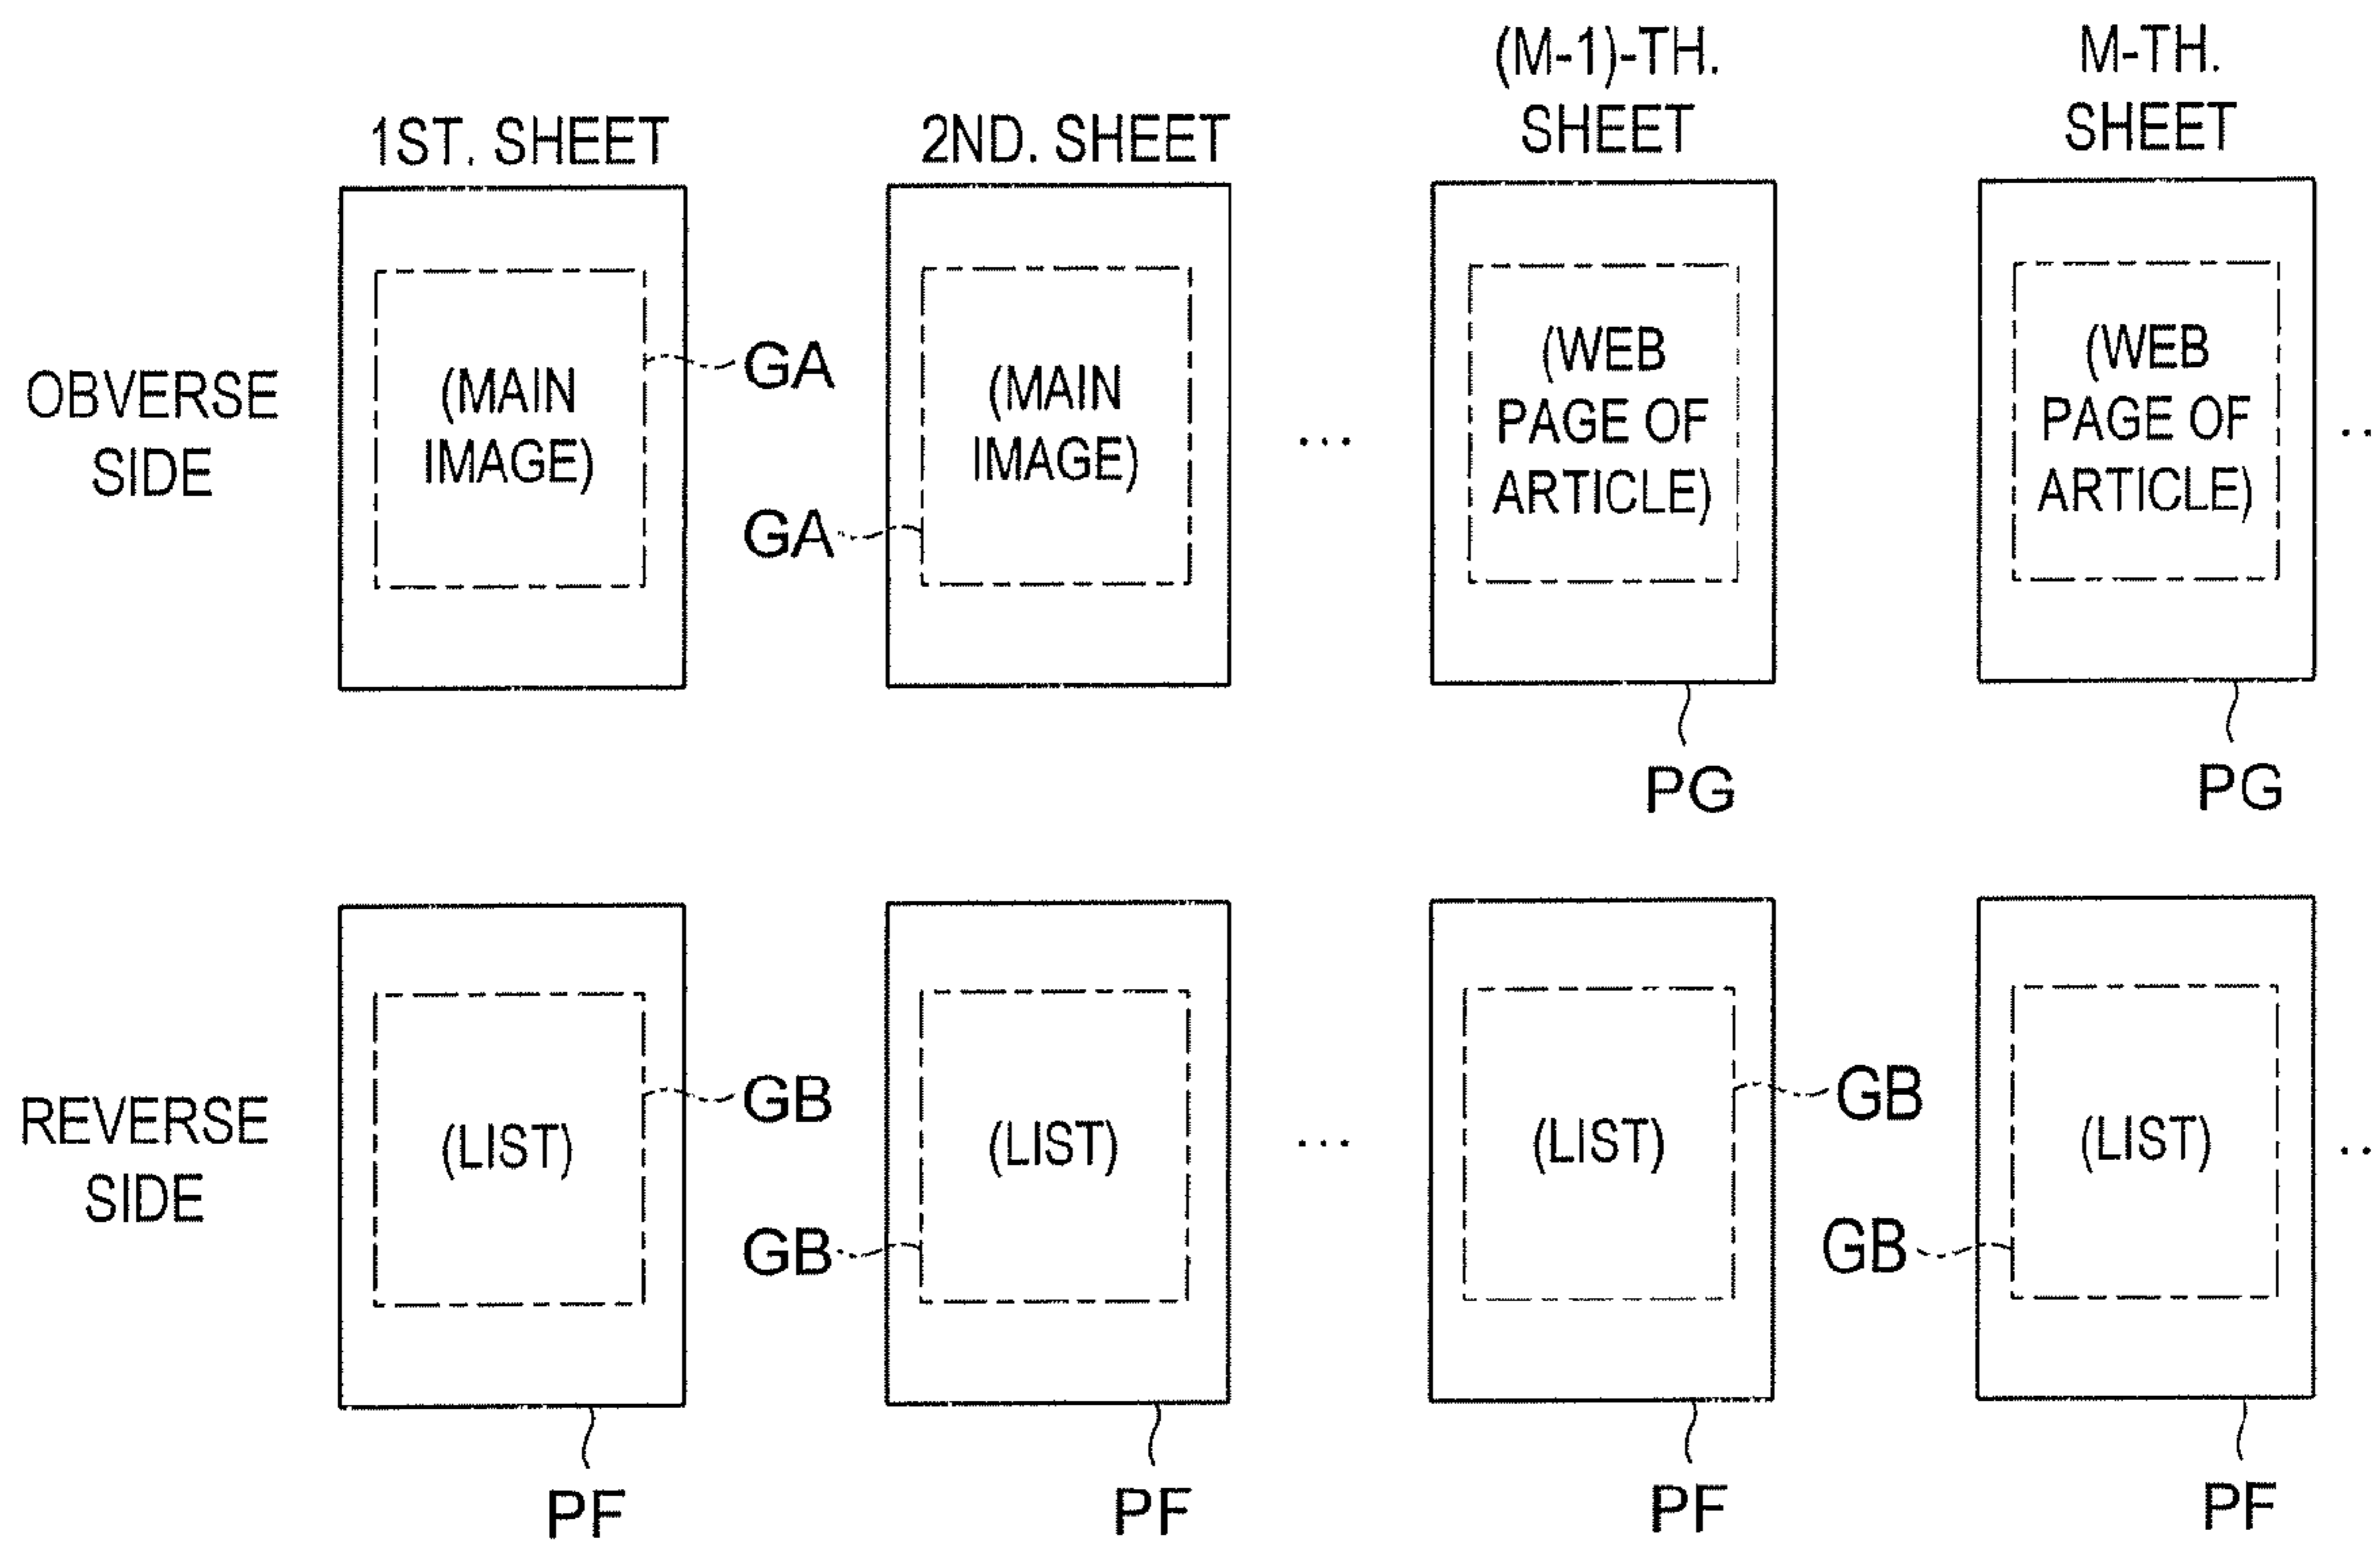 1ST. SHEET
2ND. SHEET
(M-1)-TH.
SHEET
M-TH.
SHEET
OBVERSE
SIDE
(MAIN
IMAGE)
GA
GA
(MAIN
IMAGE)
...
(WEB
PAGE OF
ARTICLE)
PG
(WEB
PAGE OF
ARTICLE)
PG
..
REVERSE
SIDE
(LIST)
GB
PF
GB
(LIST)
PF
...
(LIST)
GB
PF
GB
(LIST)
PF
..